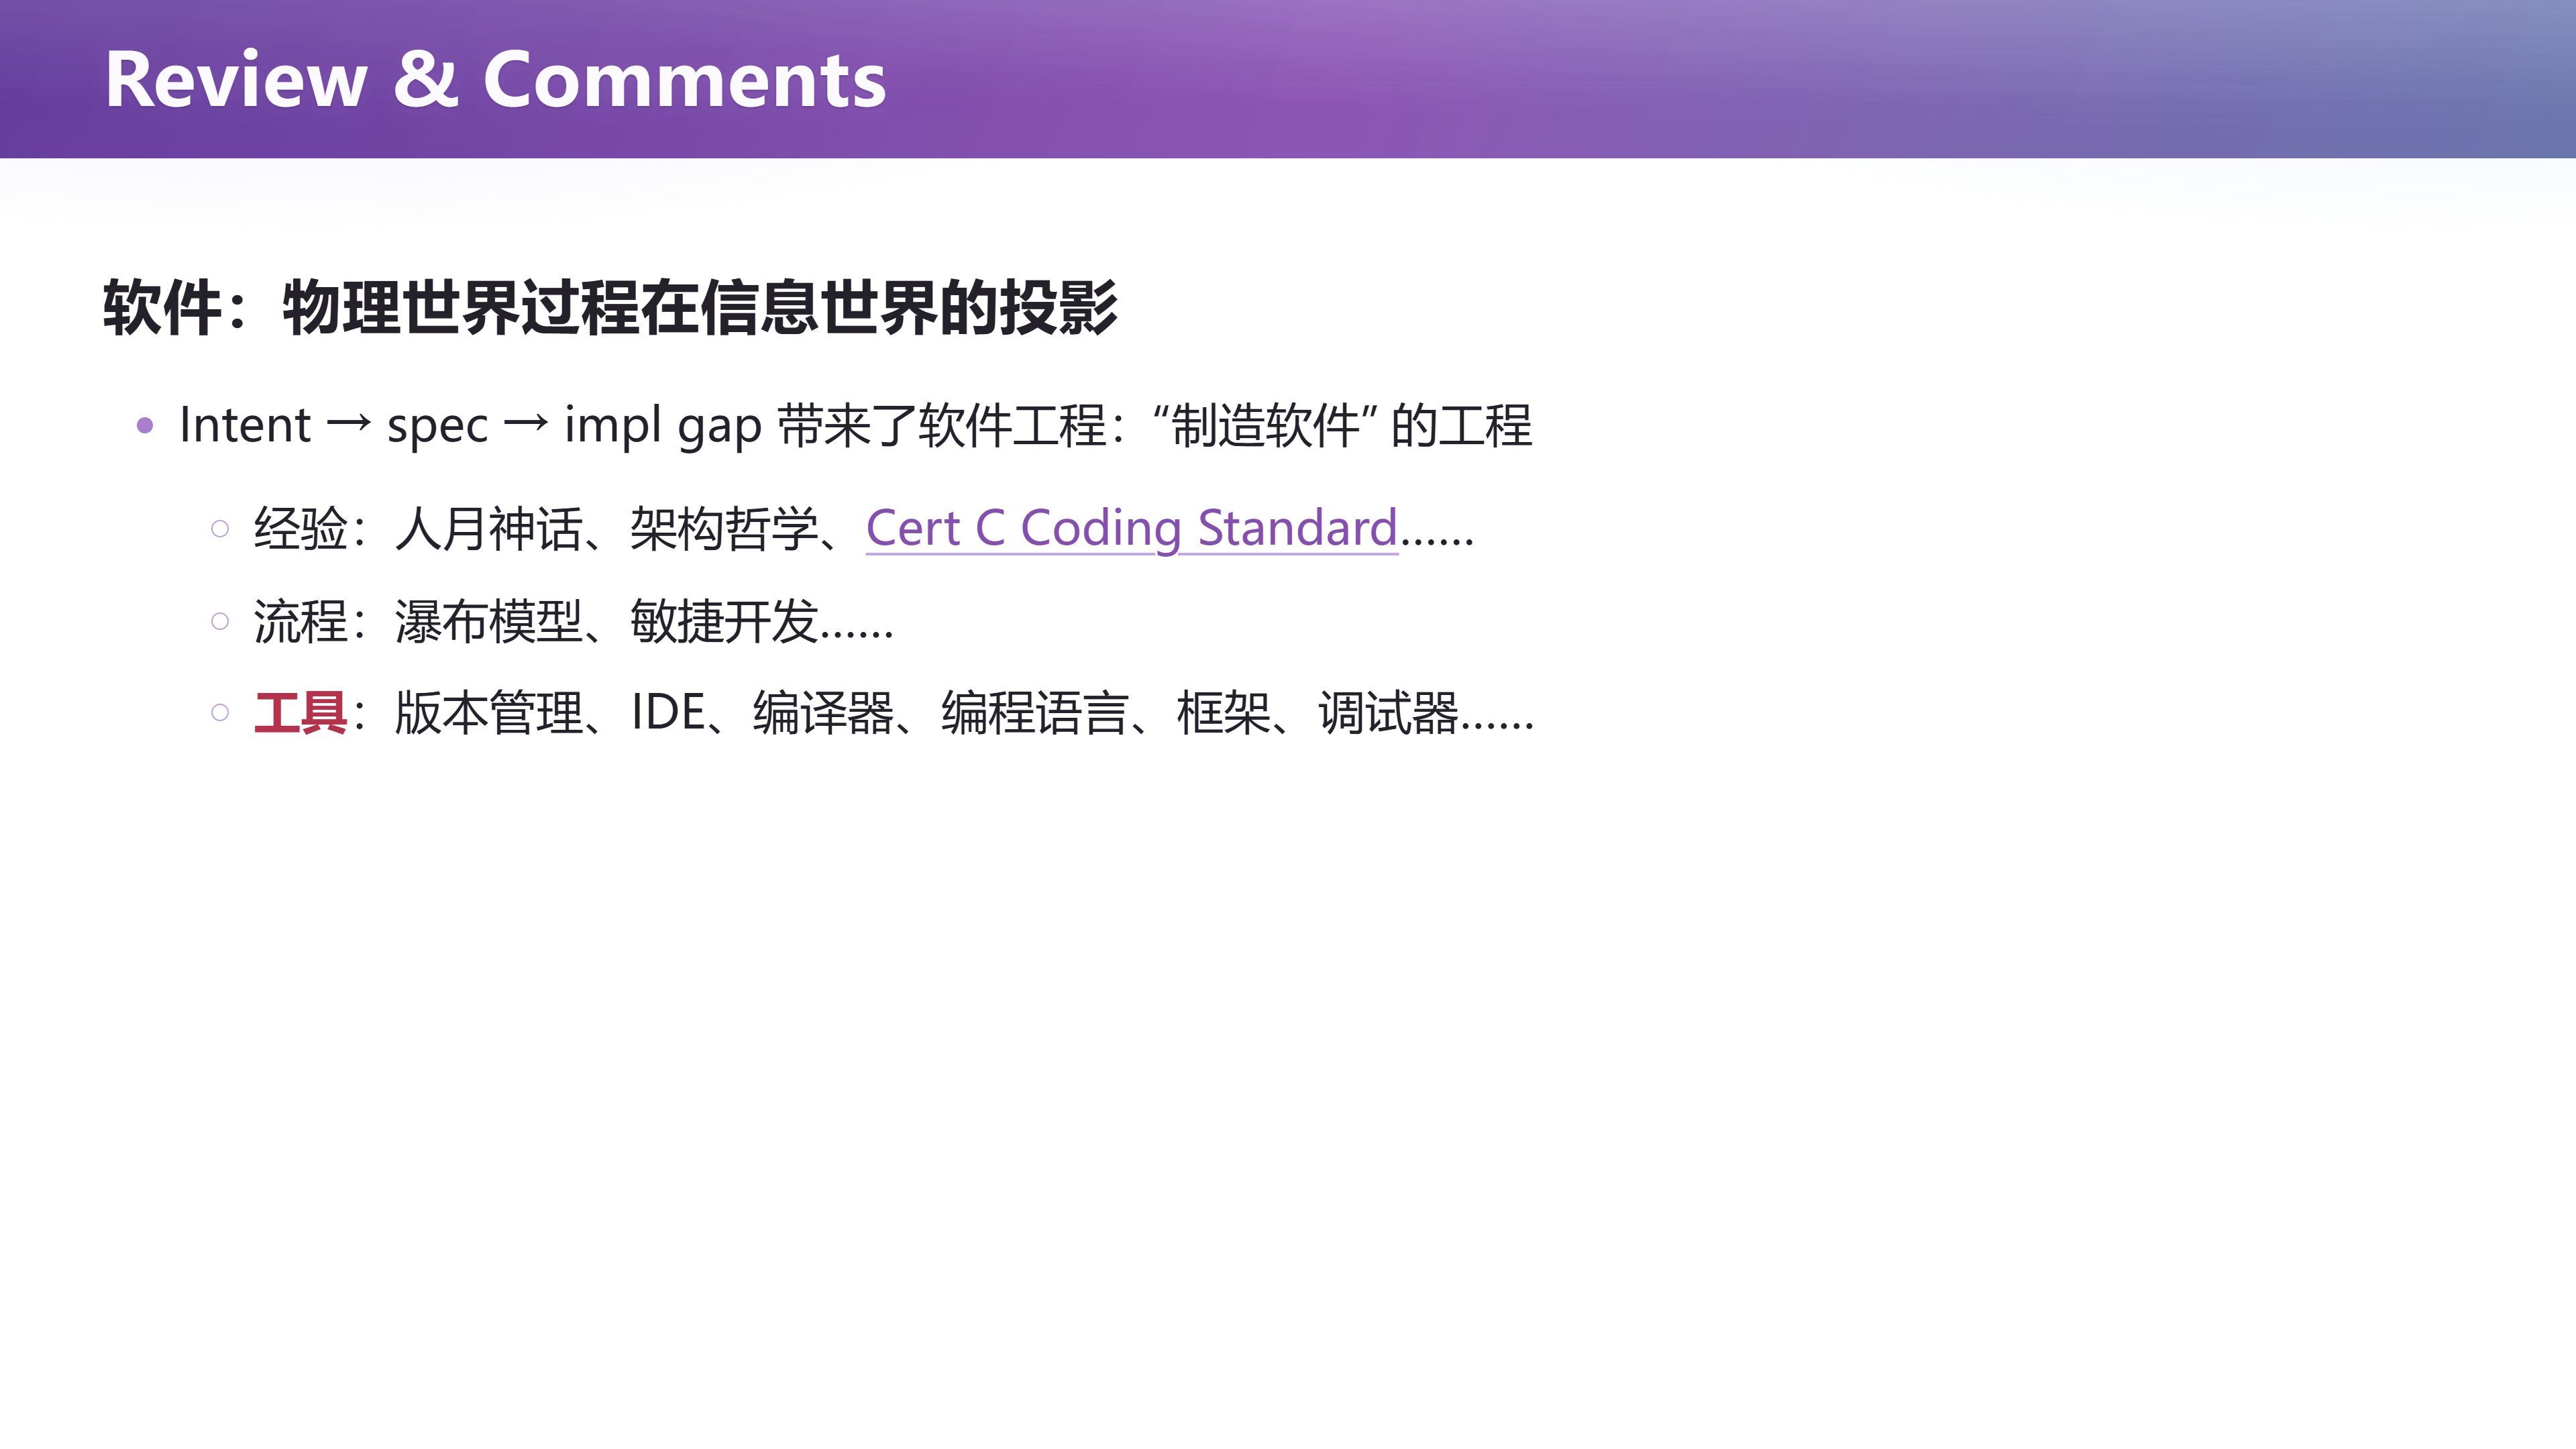 Review & Comments
软件：物理世界过程在信息世界的投影
• Intent → spec → impl gap 带来了软件工程：“制造软件” 的工程
○ 经验：人月神话、架构哲学、Cert C Coding Standard......
○ 流程：瀑布模型、敏捷开发......
○ 工具：版本管理、IDE、编译器、编程语言、框架、调试器......